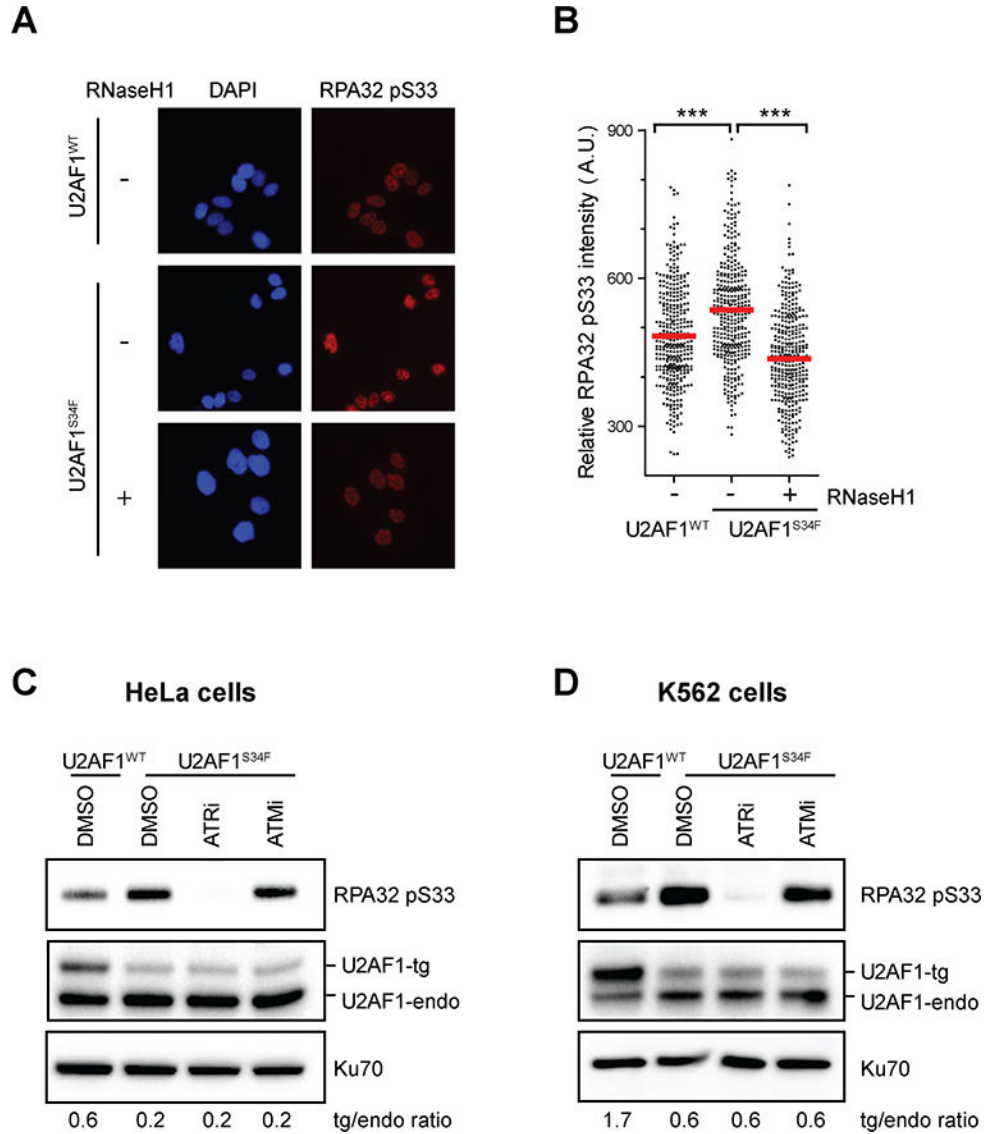 A
RNaseH1 DAPI RPA32 pS33
U2AF1WT
-
U2AF1S34F
-
+
B
*** ***
Relative RPA32 pS33 intensity ( A.U.)
900
600
300
- - + RNaseH1
U2AF1WT U2AF1S34F
C HeLa cells
U2AF1WT U2AF1S34F
DMSO DMSO ATRi ATMi
RPA32 pS33
U2AF1-tg
U2AF1-endo
Ku70
0.6 0.2 0.2 0.2 tg/endo ratio
D K562 cells
U2AF1WT U2AF1S34F
DMSO DMSO ATRi ATMi
RPA32 pS33
U2AF1-tg
U2AF1-endo
Ku70
1.7 0.6 0.6 0.6 tg/endo ratio